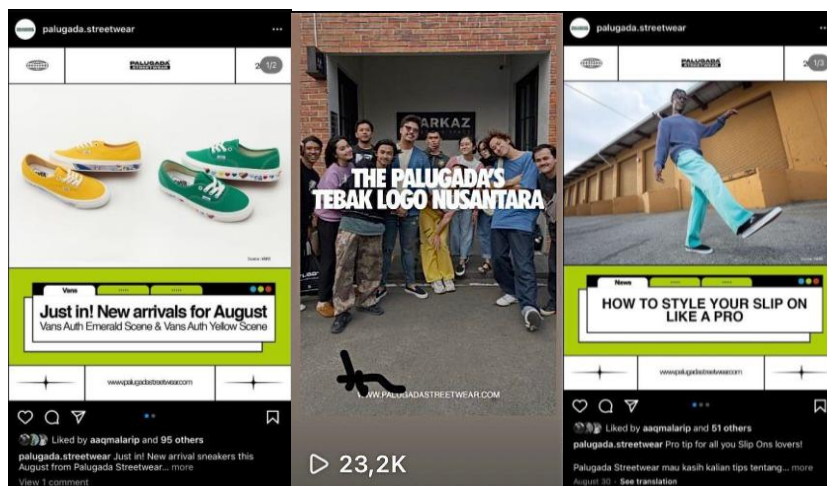 palugada.streetwear
PALUGADA
STREETWEAR
1/2
Vans
Just in! New arrivals for August
Vans Auth Emerald Scene & Vans Auth Yellow Scene
www.palugadastreetwear.com
Liked by aaqmalarip and 95 others
palugada.streetwear Just in! New arrival sneakers this
August from Palugada Streetwear... more
View 1 comment
ARKAZ
THE PALUGADA'S
TEBAK LOGO NUSANTARA
WWW.PALUGADASTREETWEAR.COM
23,2K
palugada.streetwear
PALUGADA
STREETWEAR
1/3
News
HOW TO STYLE YOUR SLIP ON
LIKE A PRO
www.palugadastreetwear.com
Liked by aaqmalarip and 51 others
palugada.streetwear Pro tip for all you Slip Ons lovers!
Palugada Streetwear mau kasih kalian tips tentang... more
August 30 · See translation